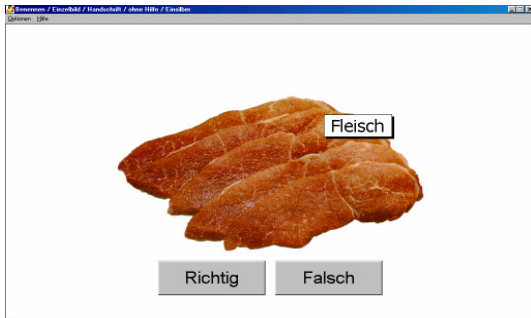 Benennen / Einzelbild / Handschrift / ohne Hilfe / Einsilber
Optionen Hilfe
Fleisch
Richtig Falsch